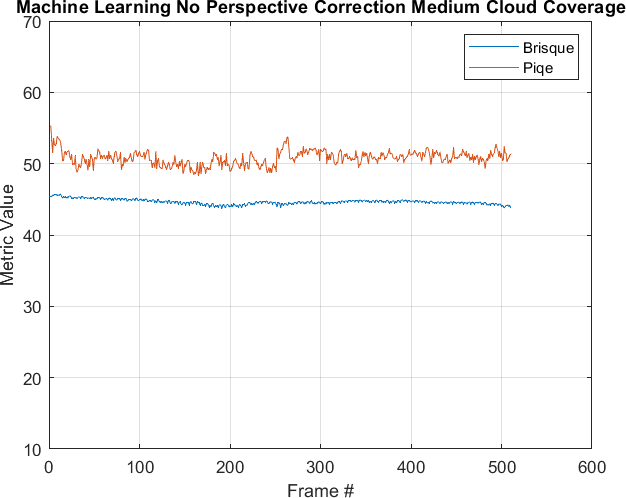 Machine Learning No Perspective Correction Medium Cloud Coverage
70
60
50
40
30
20
10
0
100
200
300
400
500
600
Metric Value
Frame #
Brisque
Piqe